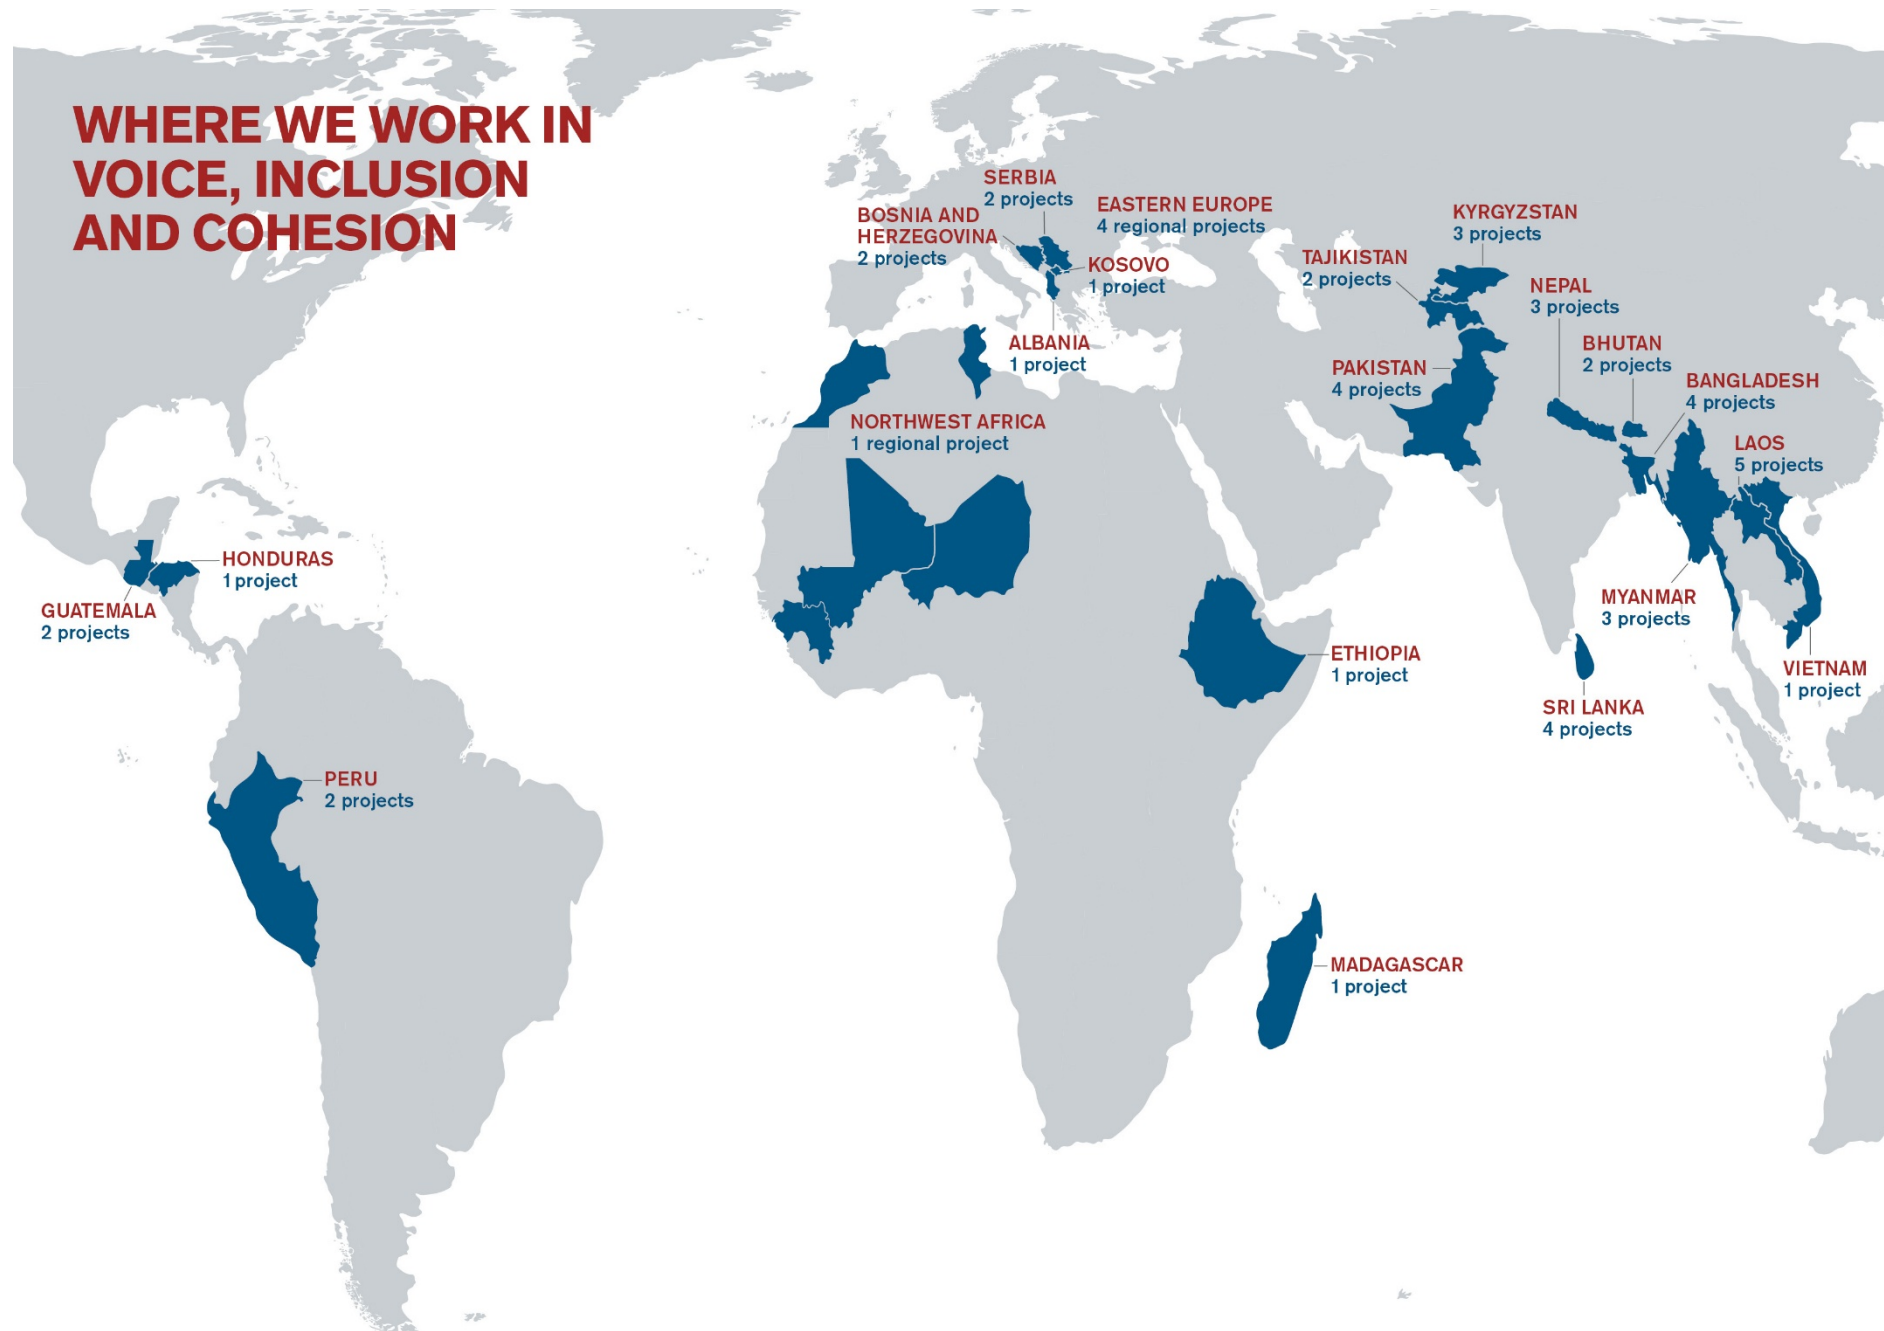 WHERE WE WORK IN
VOICE, INCLUSION
AND COHESION
SERBIA
2 projects
BOSNIA AND
HERZEGOVINA
2 projects
EASTERN EUROPE
4 regional projects
KOSOVO
1 project
ALBANIA
1 project
KYRGYZSTAN
3 projects
TAJIKISTAN
2 projects
NEPAL
3 projects
BHUTAN
2 projects
PAKISTAN
4 projects
BANGLADESH
4 projects
LAOS
5 projects
NORTHWEST AFRICA
1 regional project
HONDURAS
1 project
GUATEMALA
2 projects
MYANMAR
3 projects
ETHIOPIA
1 project
VIETNAM
1 project
SRI LANKA
4 projects
PERU
2 projects
MADAGASCAR
1 project